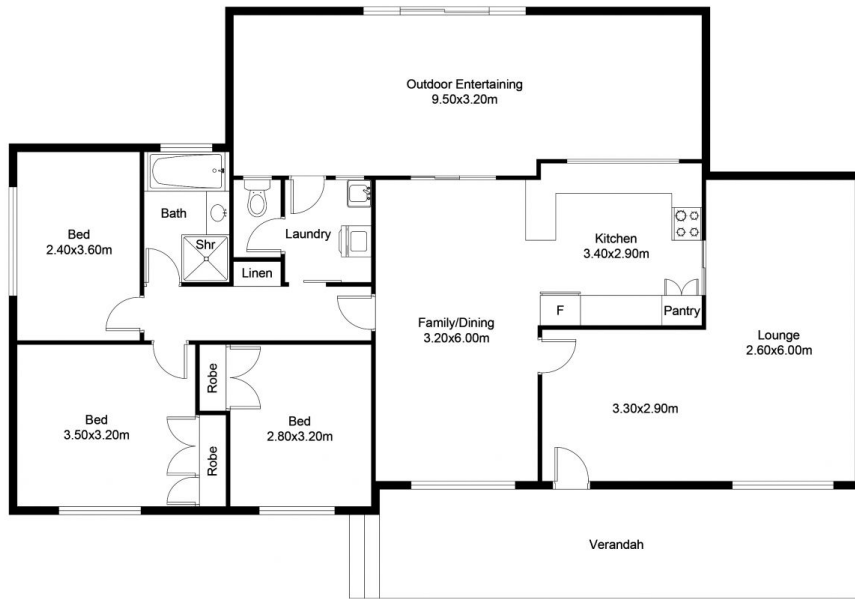 Outdoor Entertaining
9.50x3.20m
Bed
2.40x3.60m
Bath
Shr
Laundry
Linen
Kitchen
3.40x2.90m
F
Pantry
Family/Dining
3.20x6.00m
Lounge
2.60x6.00m
3.30x2.90m
Bed
3.50x3.20m
Robe
Robe
Bed
2.80x3.20m
Verandah